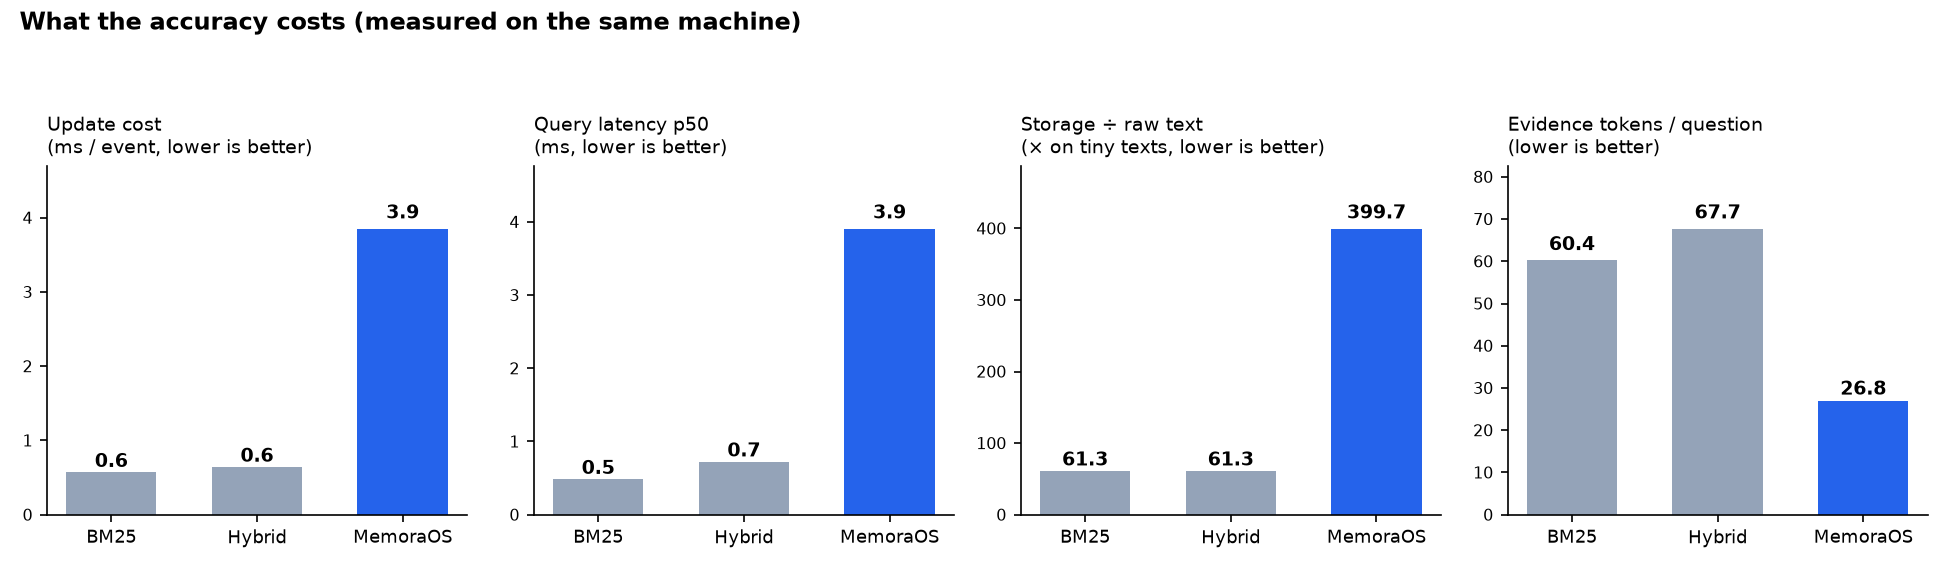 What the accuracy costs (measured on the same machine)
Update cost
(ms / event, lower is better)
4
3
2
1
0
0.6
0.6
3.9
BM25
Hybrid
MemoraOS
Query latency p50
(ms, lower is better)
4
3
2
1
0
0.5
0.7
3.9
BM25
Hybrid
MemoraOS
Storage ÷ raw text
(× on tiny texts, lower is better)
400
300
200
100
0
61.3
61.3
399.7
BM25
Hybrid
MemoraOS
Evidence tokens / question
(lower is better)
80
70
60
50
40
30
20
10
0
60.4
67.7
26.8
BM25
Hybrid
MemoraOS